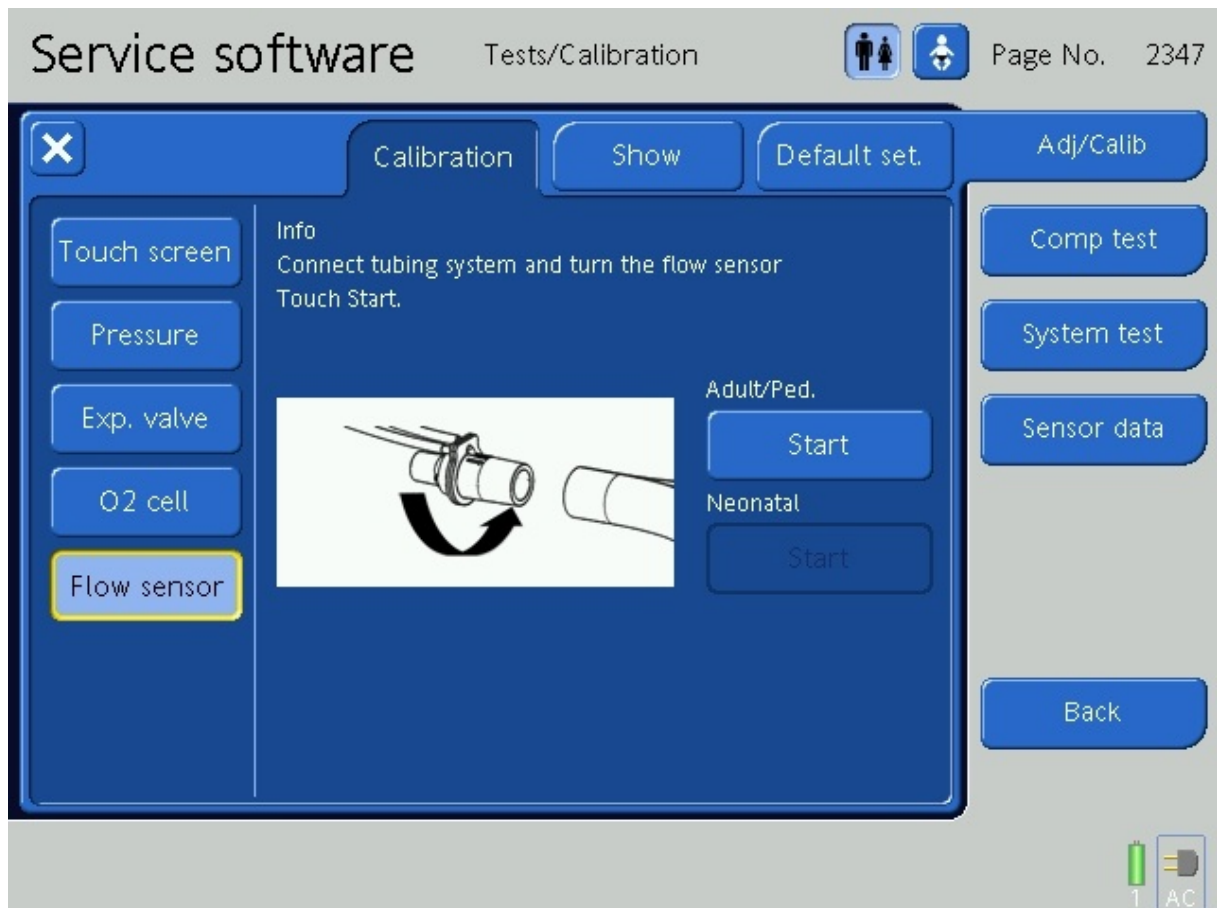 Service software
Tests/Calibration
Page No. 2347
Calibration
Show
Default set.
Adj/Calib
Touch screen
Pressure
Exp. valve
O2 cell
Flow sensor
Info
Connect tubing system and turn the flow sensor
Touch Start.
Adult/Ped.
Start
Neonatal
Start
Comp test
System test
Sensor data
Back
1
AC